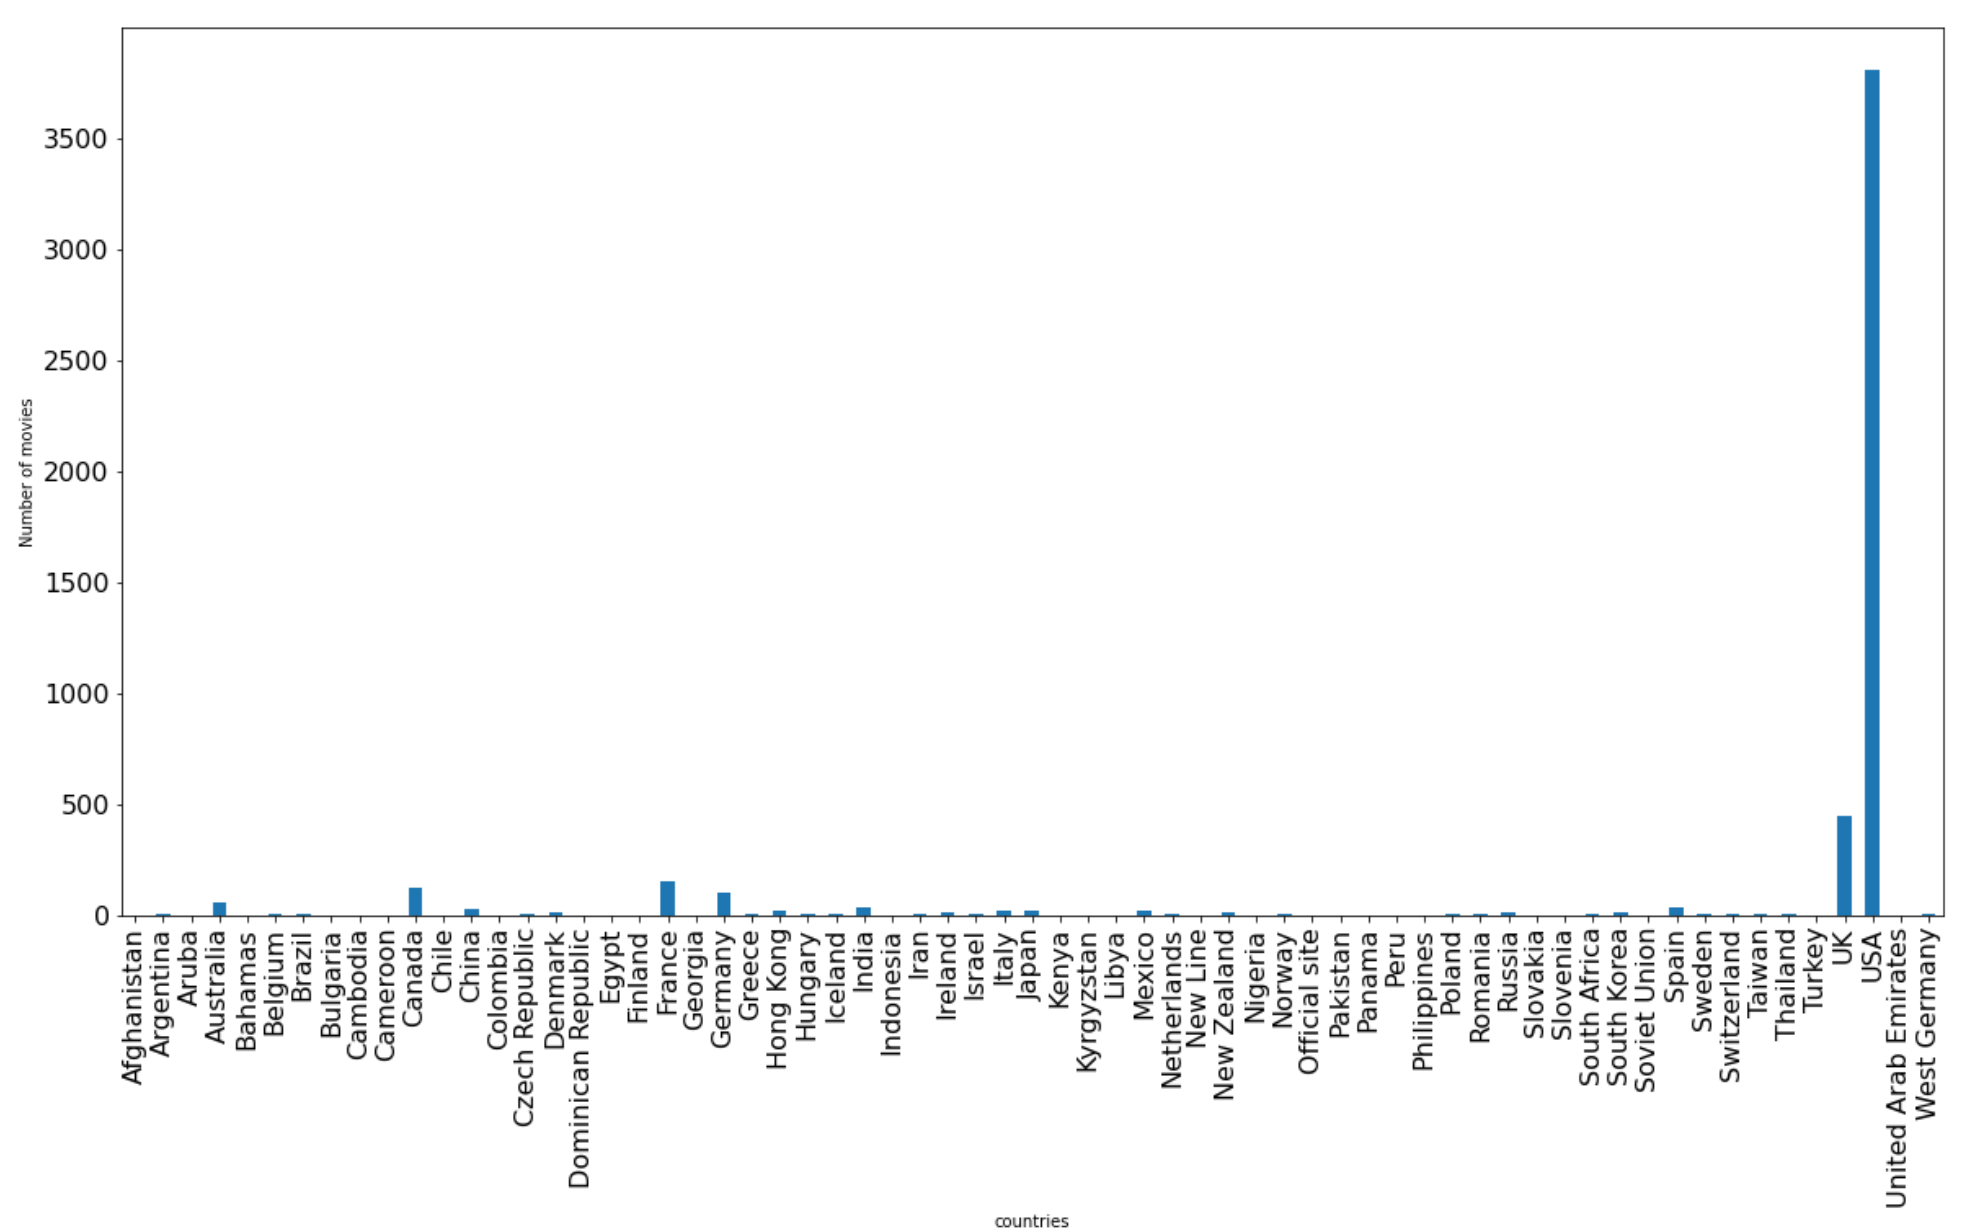 3500
3000
2500
2000
1500
1000
500
0
Number of movies
Afghanistan
Argentina
Aruba
Australia
Bahamas
Belgium
Brazil
Bulgaria
Cambodia
Cameroon
Canada
Chile
China
Colombia
Czech Republic
Denmark
Dominican Republic
Egypt
Finland
France
Georgia
Germany
Greece
Hong Kong
Hungary
Iceland
India
Indonesia
Iran
Ireland
Israel
Italy
Japan
Kenya
Kyrgyzstan
Libya
Mexico
Netherlands
New Line
New Zealand
Nigeria
Norway
Official site
Pakistan
Panama
Peru
Philippines
Poland
Romania
Russia
Slovakia
Slovenia
South Africa
South Korea
Soviet Union
Spain
Sweden
Switzerland
Taiwan
Thailand
Turkey
UK
USA
United Arab Emirates
West Germany
countries